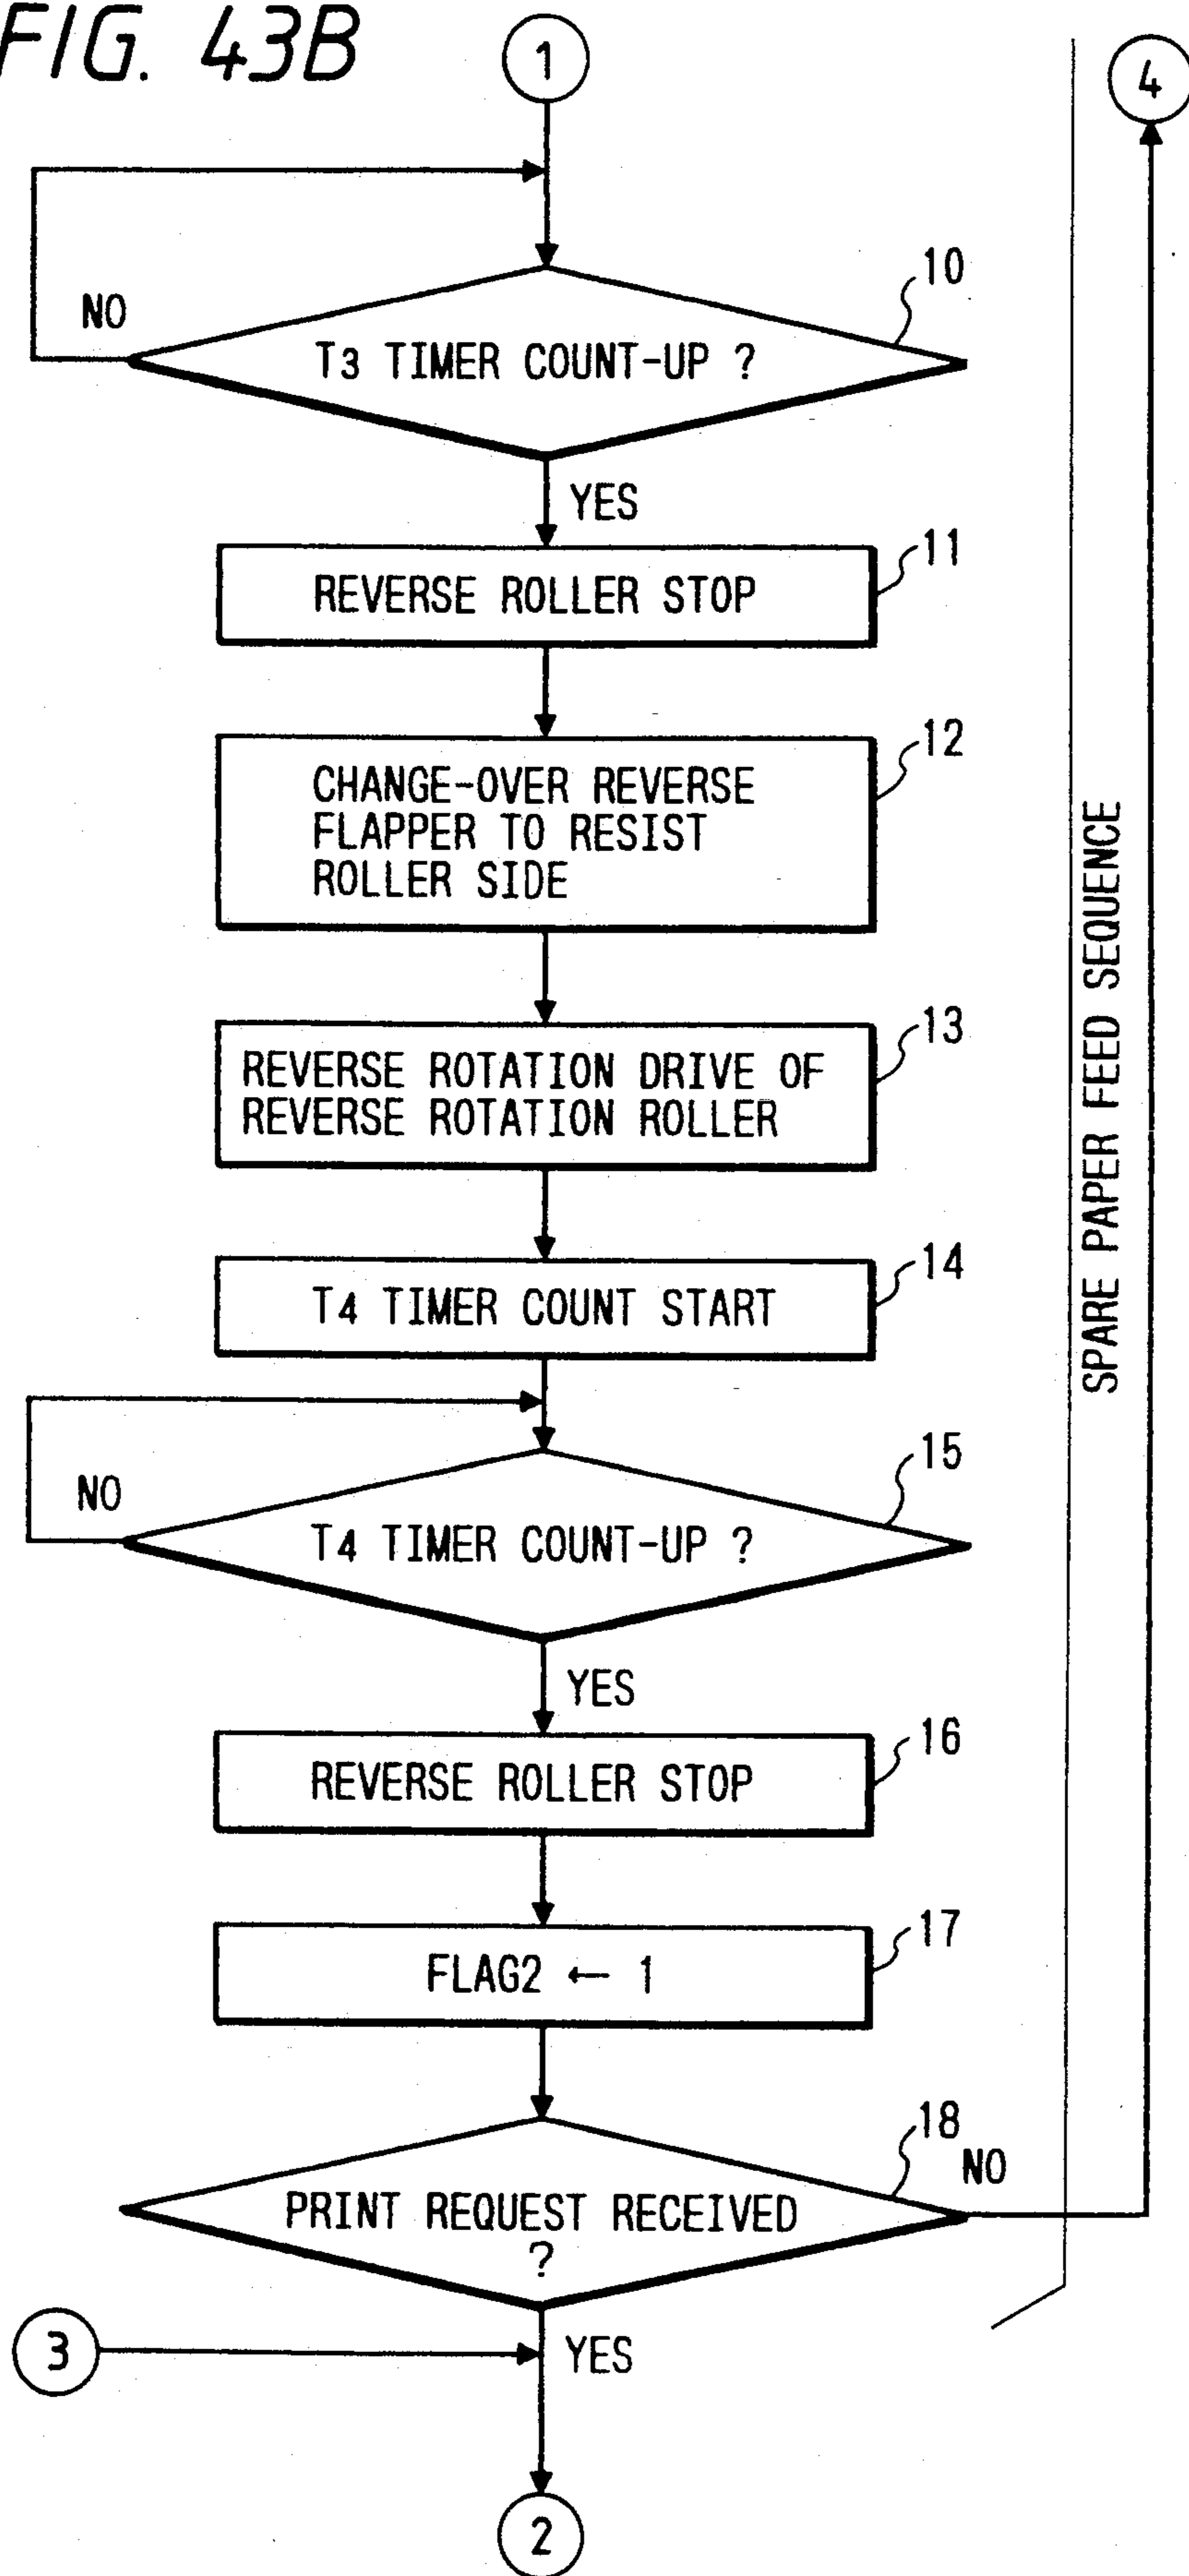 FIG. 43B
1
4
NO
10
T3 TIMER COUNT-UP ?
YES
11
REVERSE ROLLER STOP
12
CHANGE-OVER REVERSE
FLAPPER TO RESIST
ROLLER SIDE
13
REVERSE ROTATION DRIVE OF
REVERSE ROTATION ROLLER
14
T4 TIMER COUNT START
SPARE PAPER FEED SEQUENCE
15
NO
T4 TIMER COUNT-UP ?
YES
16
REVERSE ROLLER STOP
17
FLAG2 ← 1
18
NO
PRINT REQUEST RECEIVED
?
3
YES
2